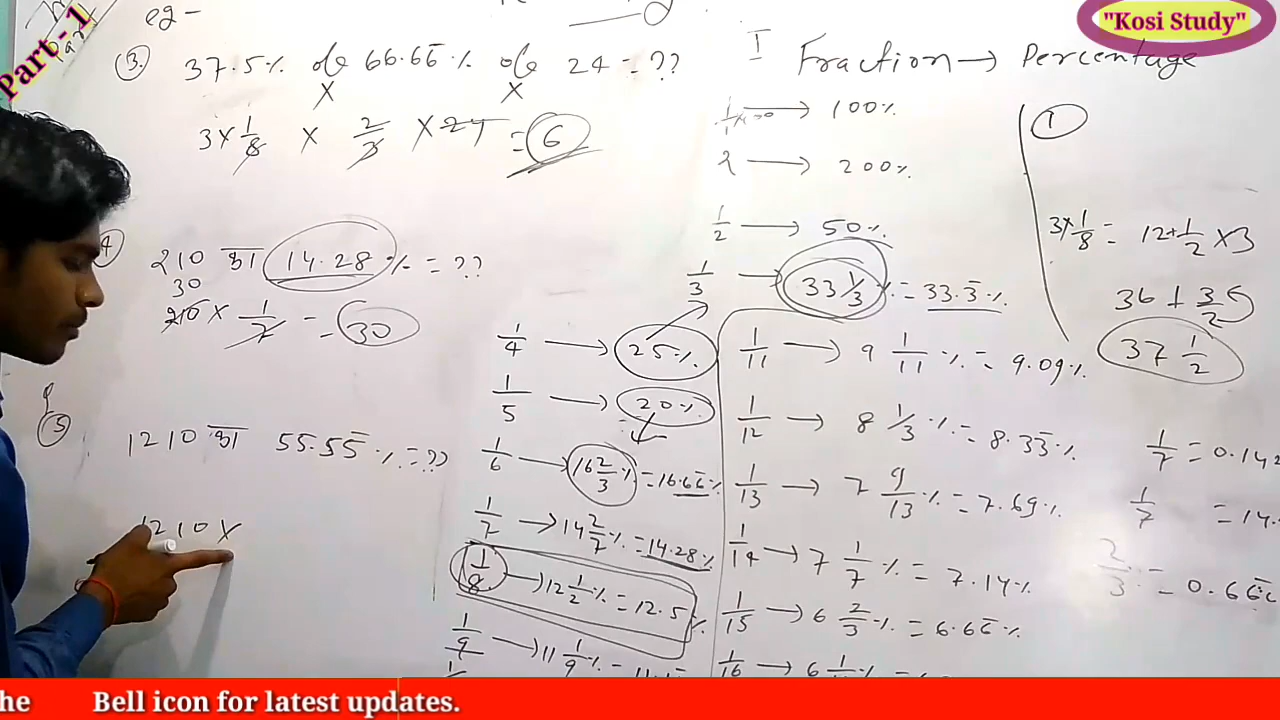 Part - 1
"Kosi Study"
eg -
③ 37.5% of 66.66% of 24 = ??
3 × 1/8 × 2/3 × 24 = 6
④ 210 का 14.28% = ??
30
210 × 1/7 = 30
⑤ 1210 का 55.55% = ??
1210 ×
I Fraction → Percentage
1/1 × 100 → 100%
2 → 200%
1/2 → 50%
1/3 → 33 1/3% = 33.3%
1/4 → 25%
1/5 → 20%
1/6 → 16 2/3% = 16.66%
1/7 → 14 2/7% = 14.28%
1/8 → 12 1/2% = 12.5%
1/9 → 11 1/9% =
1/11 → 9 1/11% = 9.09%
1/12 → 8 1/3% = 8.33%
1/13 → 7 9/13% = 7.69%
1/14 → 7 1/7% = 7.14%
1/15 → 6 2/3% = 6.66%
1/16 → 6
①
3 × 1/8 = 12 + 1/2 × 3
36 + 3/2
37 1/2
1/7 = 0.142
1/7 = 14.
2/3 = 0.66
he Bell icon for latest updates.